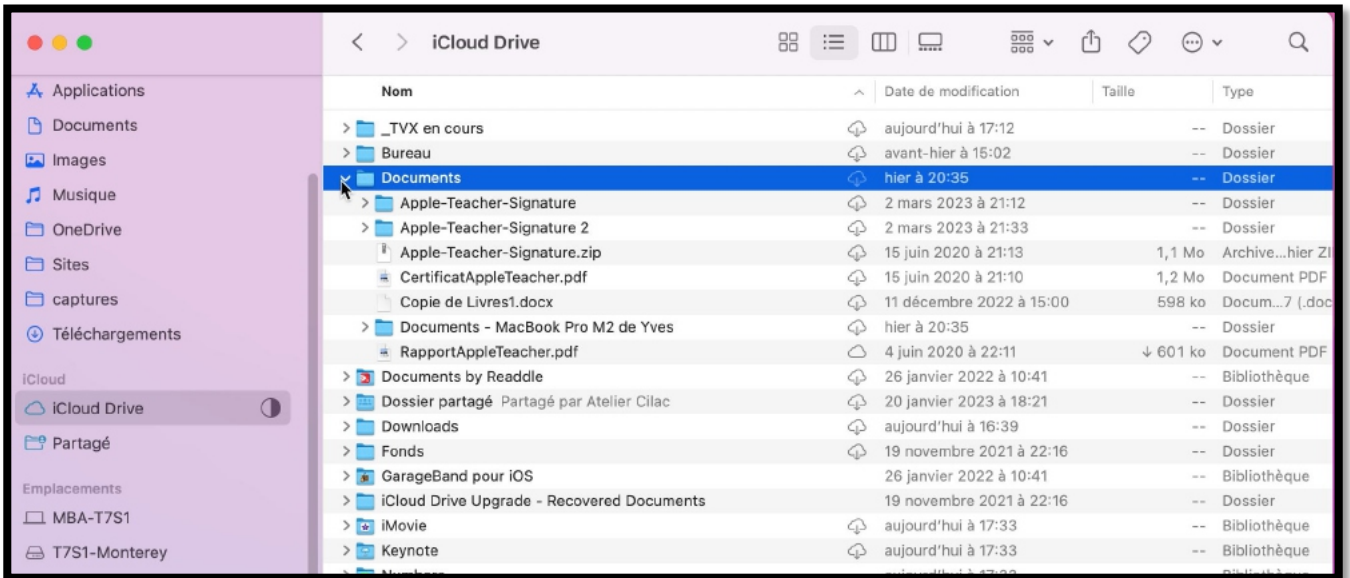 iCloud Drive
Applications
Documents
Images
Musique
OneDrive
Sites
captures
Téléchargements
iCloud
iCloud Drive
Partagé
Emplacements
MBA-T7S1
T7S1-Monterey
Nom Date de modification Taille Type
_TVX en cours aujourd'hui à 17:12 -- Dossier
Bureau avant-hier à 15:02 -- Dossier
Documents hier à 20:35 -- Dossier
Apple-Teacher-Signature 2 mars 2023 à 21:12 -- Dossier
Apple-Teacher-Signature 2 2 mars 2023 à 21:33 -- Dossier
Apple-Teacher-Signature.zip 15 juin 2020 à 21:13 1,1 Mo Archive...hier ZI
CertificatAppleTeacher.pdf 15 juin 2020 à 21:10 1,2 Mo Document PDF
Copie de Livres1.docx 11 décembre 2022 à 15:00 598 ko Docum...7 (.doc
Documents - MacBook Pro M2 de Yves hier à 20:35 -- Dossier
RapportAppleTeacher.pdf 4 juin 2020 à 22:11 ↓ 601 ko Document PDF
Documents by Readdle 26 janvier 2022 à 10:41 -- Bibliothèque
Dossier partagé Partagé par Atelier Cilac 20 janvier 2023 à 18:21 -- Dossier
Downloads aujourd'hui à 16:39 -- Dossier
Fonds 19 novembre 2021 à 22:16 -- Dossier
GarageBand pour iOS 26 janvier 2022 à 10:41 -- Bibliothèque
iCloud Drive Upgrade - Recovered Documents 19 novembre 2021 à 22:16 -- Dossier
iMovie aujourd'hui à 17:33 -- Bibliothèque
Keynote aujourd'hui à 17:33 -- Bibliothèque